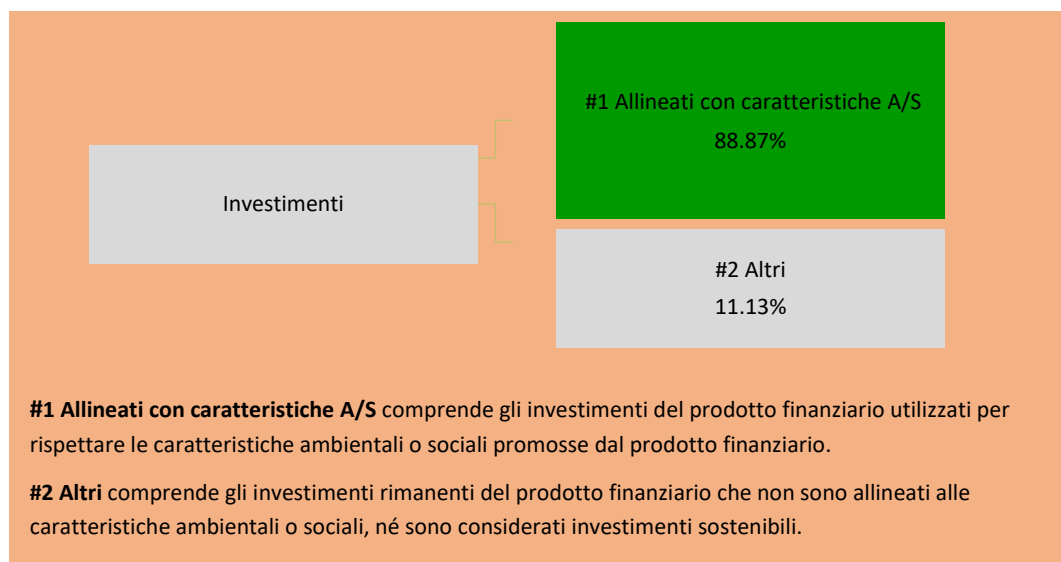 #1 Allineati con caratteristiche A/S
88.87%
Investimenti
#2 Altri
11.13%
#1 Allineati con caratteristiche A/S comprende gli investimenti del prodotto finanziario utilizzati per
rispettare le caratteristiche ambientali o sociali promosse dal prodotto finanziario.
#2 Altri comprende gli investimenti rimanenti del prodotto finanziario che non sono allineati alle
caratteristiche ambientali o sociali, né sono considerati investimenti sostenibili.